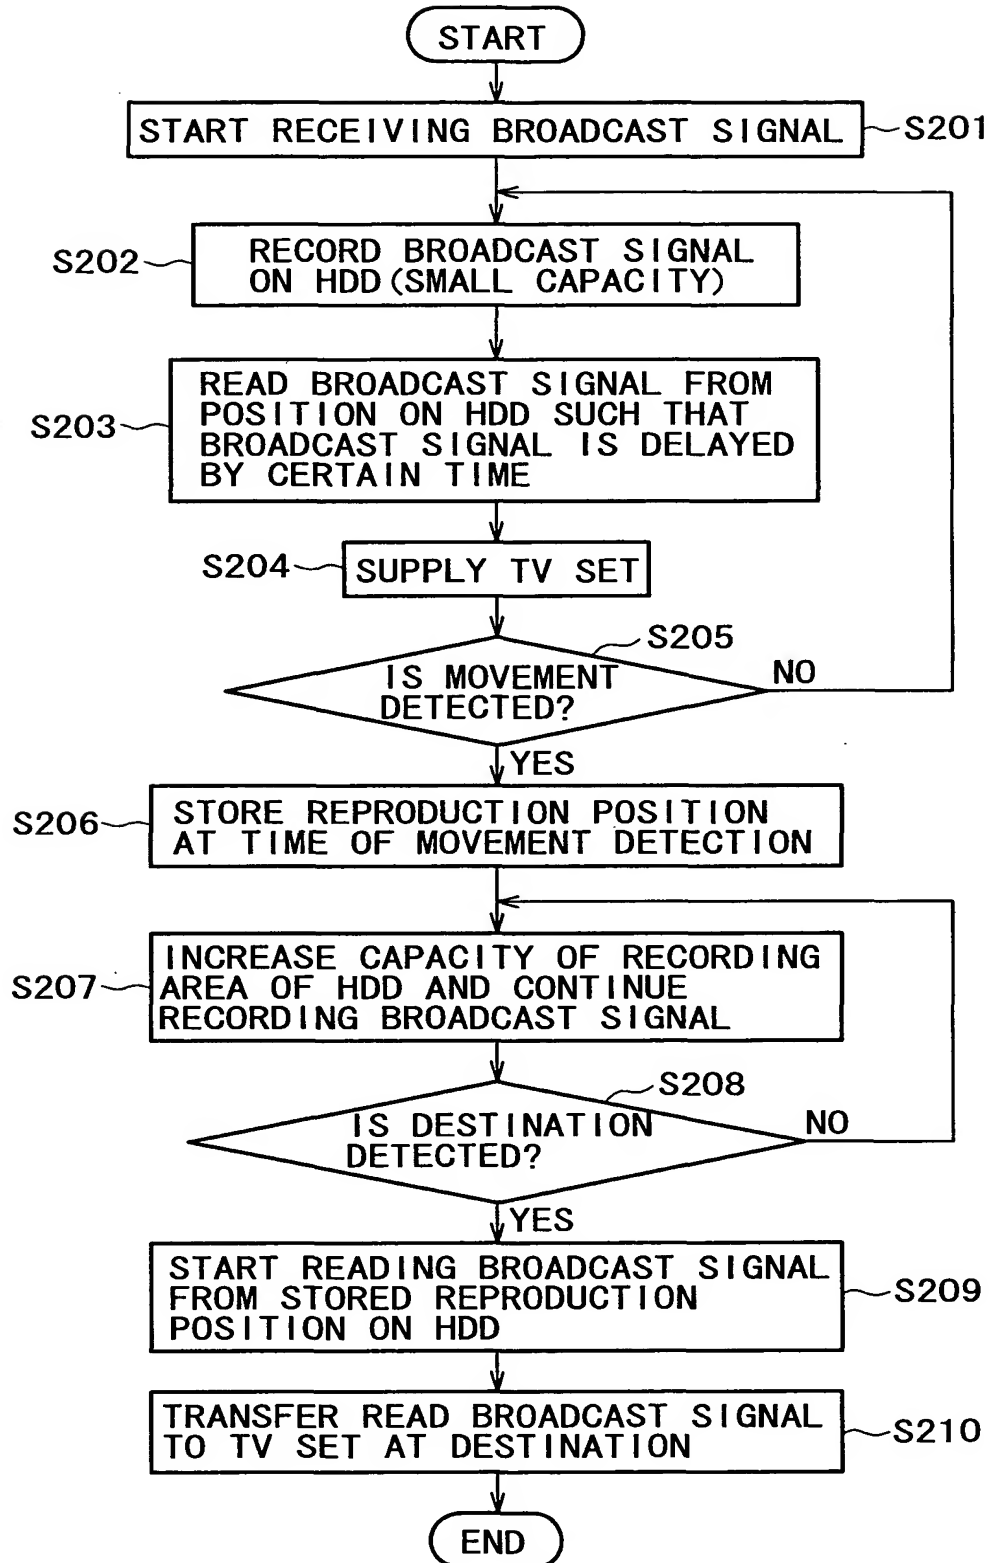 START
START RECEIVING BROADCAST SIGNAL
S201
S202
RECORD BROADCAST SIGNAL
ON HDD(SMALL CAPACITY)
S203
READ BROADCAST SIGNAL FROM
POSITION ON HDD SUCH THAT
BROADCAST SIGNAL IS DELAYED
BY CERTAIN TIME
S204
SUPPLY TV SET
S205
IS MOVEMENT
DETECTED?
NO
YES
S206
STORE REPRODUCTION POSITION
AT TIME OF MOVEMENT DETECTION
S207
INCREASE CAPACITY OF RECORDING
AREA OF HDD AND CONTINUE
RECORDING BROADCAST SIGNAL
S208
IS DESTINATION
DETECTED?
NO
YES
START READING BROADCAST SIGNAL
FROM STORED REPRODUCTION
POSITION ON HDD
S209
TRANSFER READ BROADCAST SIGNAL
TO TV SET AT DESTINATION
S210
END